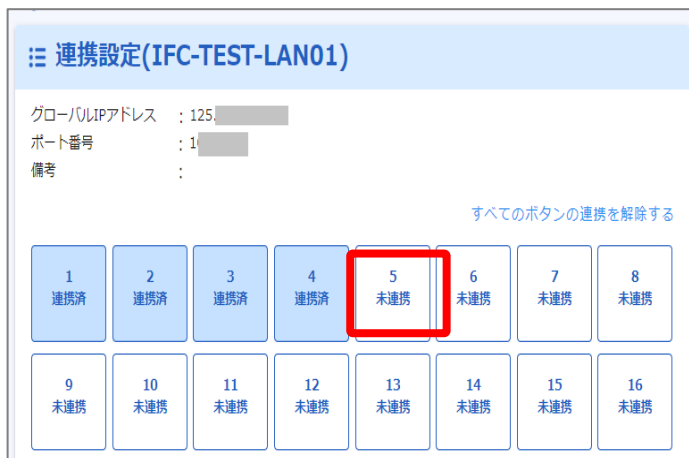 連携設定(IFC-TEST-LAN01)
グローバルIPアドレス : 125.
ポート番号 : 1
備考 :
すべてのボタンの連携を解除する
1 2 3 4 5 6 7 8
連携済 連携済 連携済 連携済 未連携 未連携 未連携 未連携
9 10 11 12 13 14 15 16
未連携 未連携 未連携 未連携 未連携 未連携 未連携 未連携